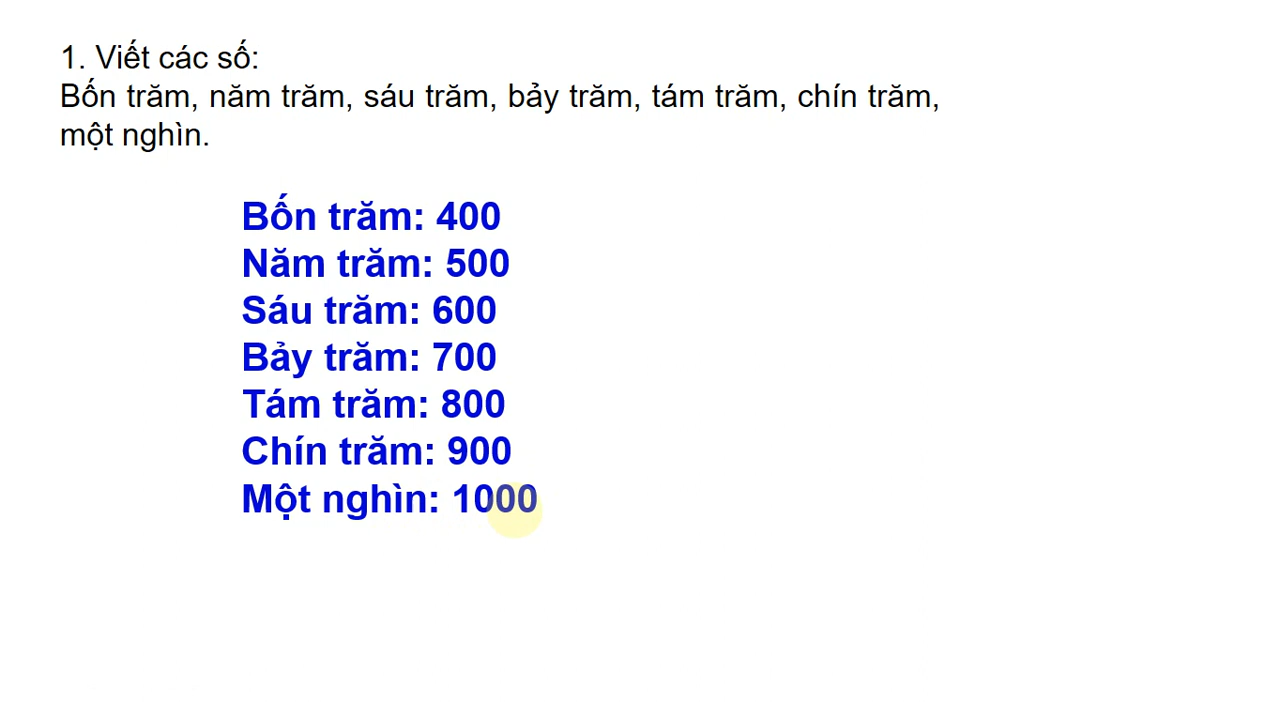 1. Viết các số:
Bốn trăm, năm trăm, sáu trăm, bảy trăm, tám trăm, chín trăm,
một nghìn.
Bốn trăm: 400
Năm trăm: 500
Sáu trăm: 600
Bảy trăm: 700
Tám trăm: 800
Chín trăm: 900
Một nghìn: 1000